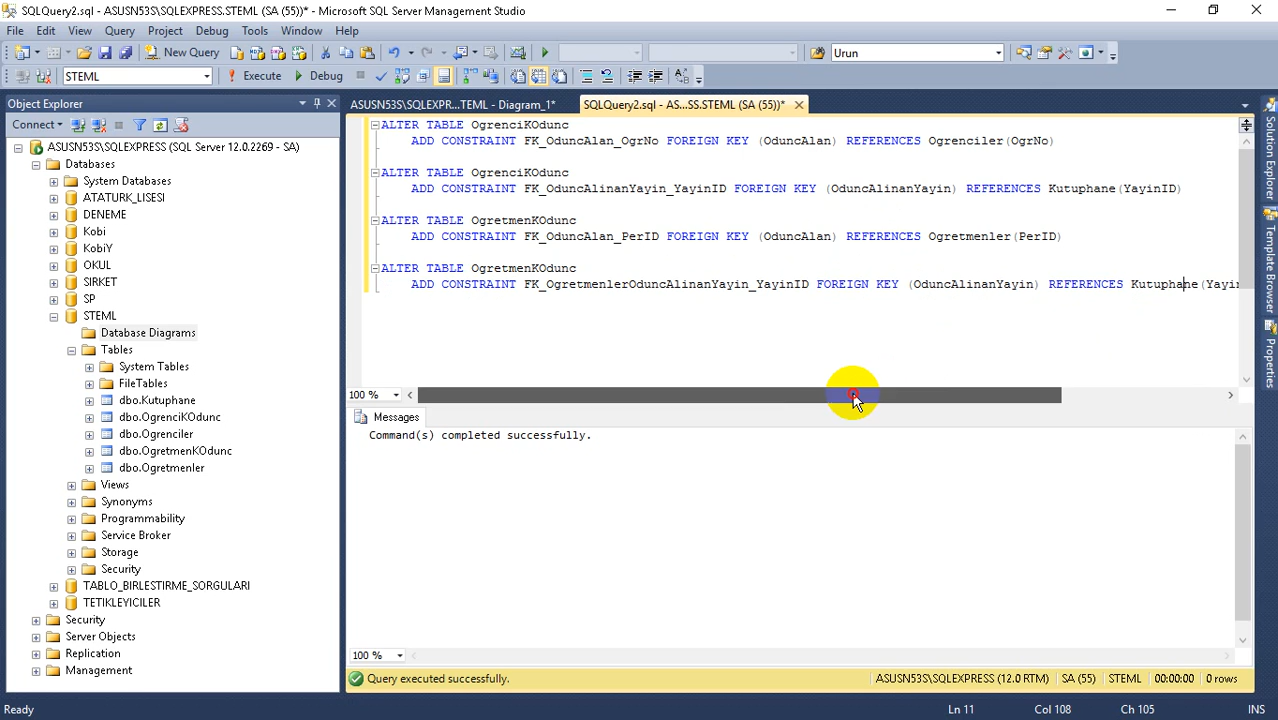 SQLQuery2.sql - ASUSN53S\SQLEXPRESS.STEML (SA (55))* - Microsoft SQL Server Management Studio
File Edit View Query Project Debug Tools Window Help
New Query Urun
STEML Execute Debug
Object Explorer
ASUSN53S\SQLEXPR...TEML - Diagram_1* SQLQuery2.sql - AS...SS.STEML (SA (55))*
Connect
ASUSN53S\SQLEXPRESS (SQL Server 12.0.2269 - SA)
Databases
System Databases
ATATURK_LISESI
DENEME
Kobi
KobiY
OKUL
SIRKET
SP
STEML
Database Diagrams
Tables
System Tables
FileTables
dbo.Kutuphane
dbo.OgrenciKOdunc
dbo.Ogrenciler
dbo.OgretmenKOdunc
dbo.Ogretmenler
Views
Synonyms
Programmability
Service Broker
Storage
Security
TABLO_BIRLESTIRME_SORGULARI
TETIKLEYICILER
Security
Server Objects
Replication
Management
ALTER TABLE OgrenciKOdunc
ADD CONSTRAINT FK_OduncAlan_OgrNo FOREIGN KEY (OduncAlan) REFERENCES Ogrenciler(OgrNo)
ALTER TABLE OgrenciKOdunc
ADD CONSTRAINT FK_OduncAlinanYayin_YayinID FOREIGN KEY (OduncAlinanYayin) REFERENCES Kutuphane(YayinID)
ALTER TABLE OgretmenKOdunc
ADD CONSTRAINT FK_OduncAlan_PerID FOREIGN KEY (OduncAlan) REFERENCES Ogretmenler(PerID)
ALTER TABLE OgretmenKOdunc
ADD CONSTRAINT FK_OgretmenlerOduncAlinanYayin_YayinID FOREIGN KEY (OduncAlinanYayin) REFERENCES Kutuphane(Yayin
100 %
Messages
Command(s) completed successfully.
100 %
Query executed successfully. ASUSN53S\SQLEXPRESS (12.0 RTM) SA (55) STEML 00:00:00 0 rows
Solution Explorer
Template Browser
Properties
Ready Ln 11 Col 108 Ch 105 INS